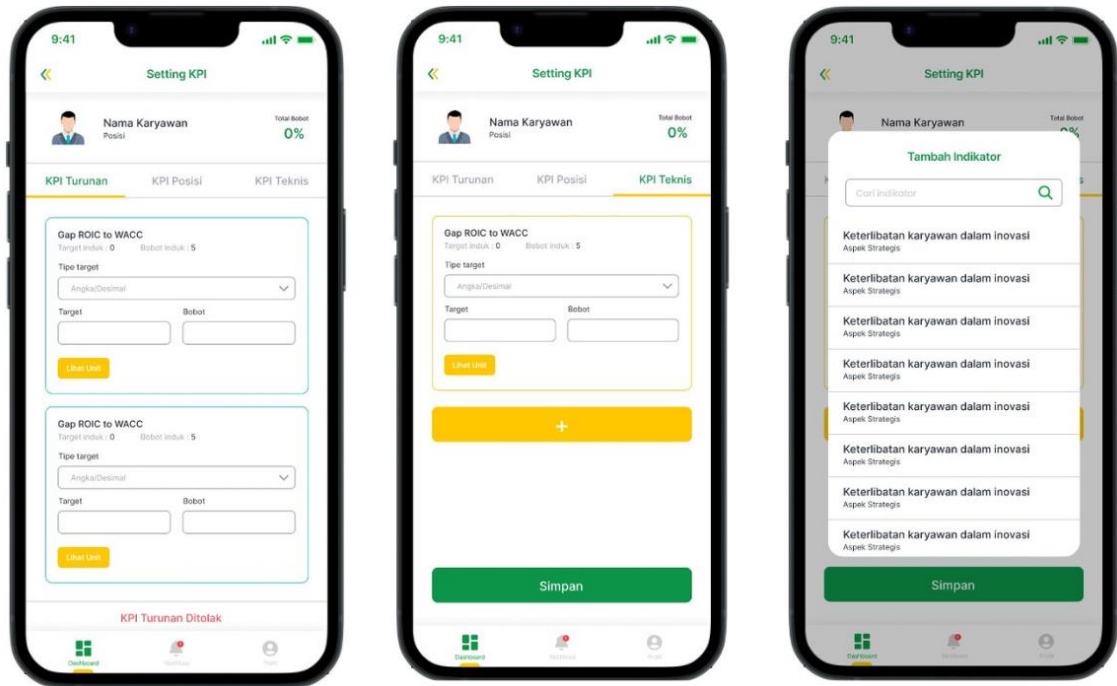 9:41
Setting KPI
Nama Karyawan
Posisi
Total Bobot
0%
KPI Turunan KPI Posisi KPI Teknis
Gap ROIC to WACC
Target induk : 0 Bobot induk : 5
Tipe target
Angka/Desimal
Target Bobot
Lihat Unit
Gap ROIC to WACC
Target induk : 0 Bobot induk : 5
Tipe target
Angka/Desimal
Target Bobot
Lihat Unit
KPI Turunan Ditolak
Dashboard Notifikasi Profil
9:41
Setting KPI
Nama Karyawan
Posisi
Total Bobot
0%
KPI Turunan KPI Posisi KPI Teknis
Gap ROIC to WACC
Target induk : 0 Bobot induk : 5
Tipe target
Angka/Desimal
Target Bobot
Lihat Unit
+
Simpan
Dashboard Notifikasi Profil
9:41
Setting KPI
Nama Karyawan
Total Bobot
0%
Tambah Indikator
Cari indikator
Keterlibatan karyawan dalam inovasi
Aspek Strategis
Keterlibatan karyawan dalam inovasi
Aspek Strategis
Keterlibatan karyawan dalam inovasi
Aspek Strategis
Keterlibatan karyawan dalam inovasi
Aspek Strategis
Keterlibatan karyawan dalam inovasi
Aspek Strategis
Keterlibatan karyawan dalam inovasi
Aspek Strategis
Keterlibatan karyawan dalam inovasi
Aspek Strategis
Keterlibatan karyawan dalam inovasi
Aspek Strategis
Simpan
Dashboard Notifikasi Profil